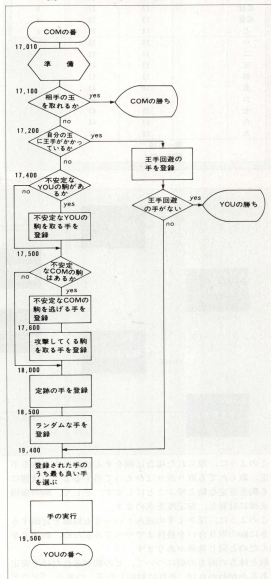 COMの番
17,010
準 備
17,100
相手の玉
を取れるか
yes
COMの勝ち
no
17,200
自分の玉
に王手がかかっ
ているか
yes
王手回避の
手を登録
no
17,400
不安定な
YOUの駒があ
るか
no
yes
王手回避
の手がない
yes
YOUの勝ち
no
不安定なYOUの
駒を取る手を
登録
17,500
不安定
なCOMの駒
はあるか
no
yes
不安定なCOMの
駒を逃げる手を
登録
17,600
攻撃してくる駒
を取る手を登録
18,000
定跡の手を登録
18,500
ランダムな手を
登録
19,400
登録された手の
うち最も良い手
を選ぶ
手の実行
19,500
YOUの番へ